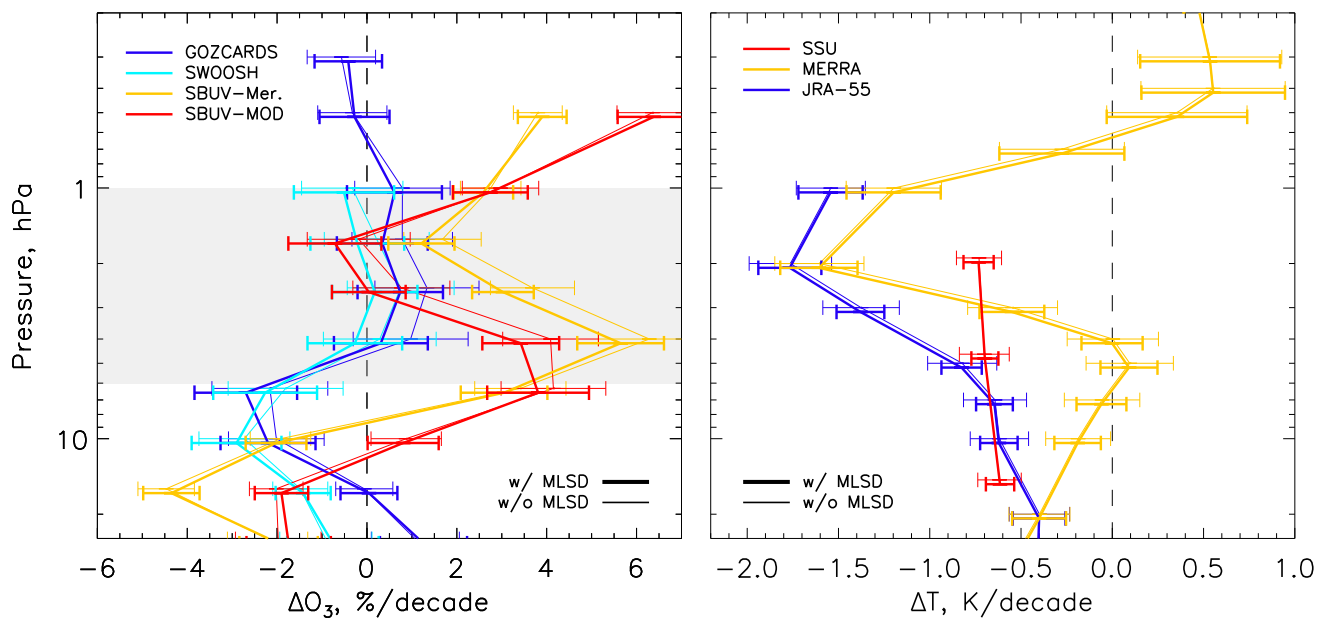 GOZCARDS
SWOOSH
SBUV-Mer.
SBUV-MOD
w/ MLSD
w/o MLSD
1
10
Pressure, hPa
-6 -4 -2 0 2 4 6
ΔO3, %/decade
SSU
MERRA
JRA-55
w/ MLSD
w/o MLSD
-2.0 -1.5 -1.0 -0.5 0.0 0.5 1.0
ΔT, K/decade